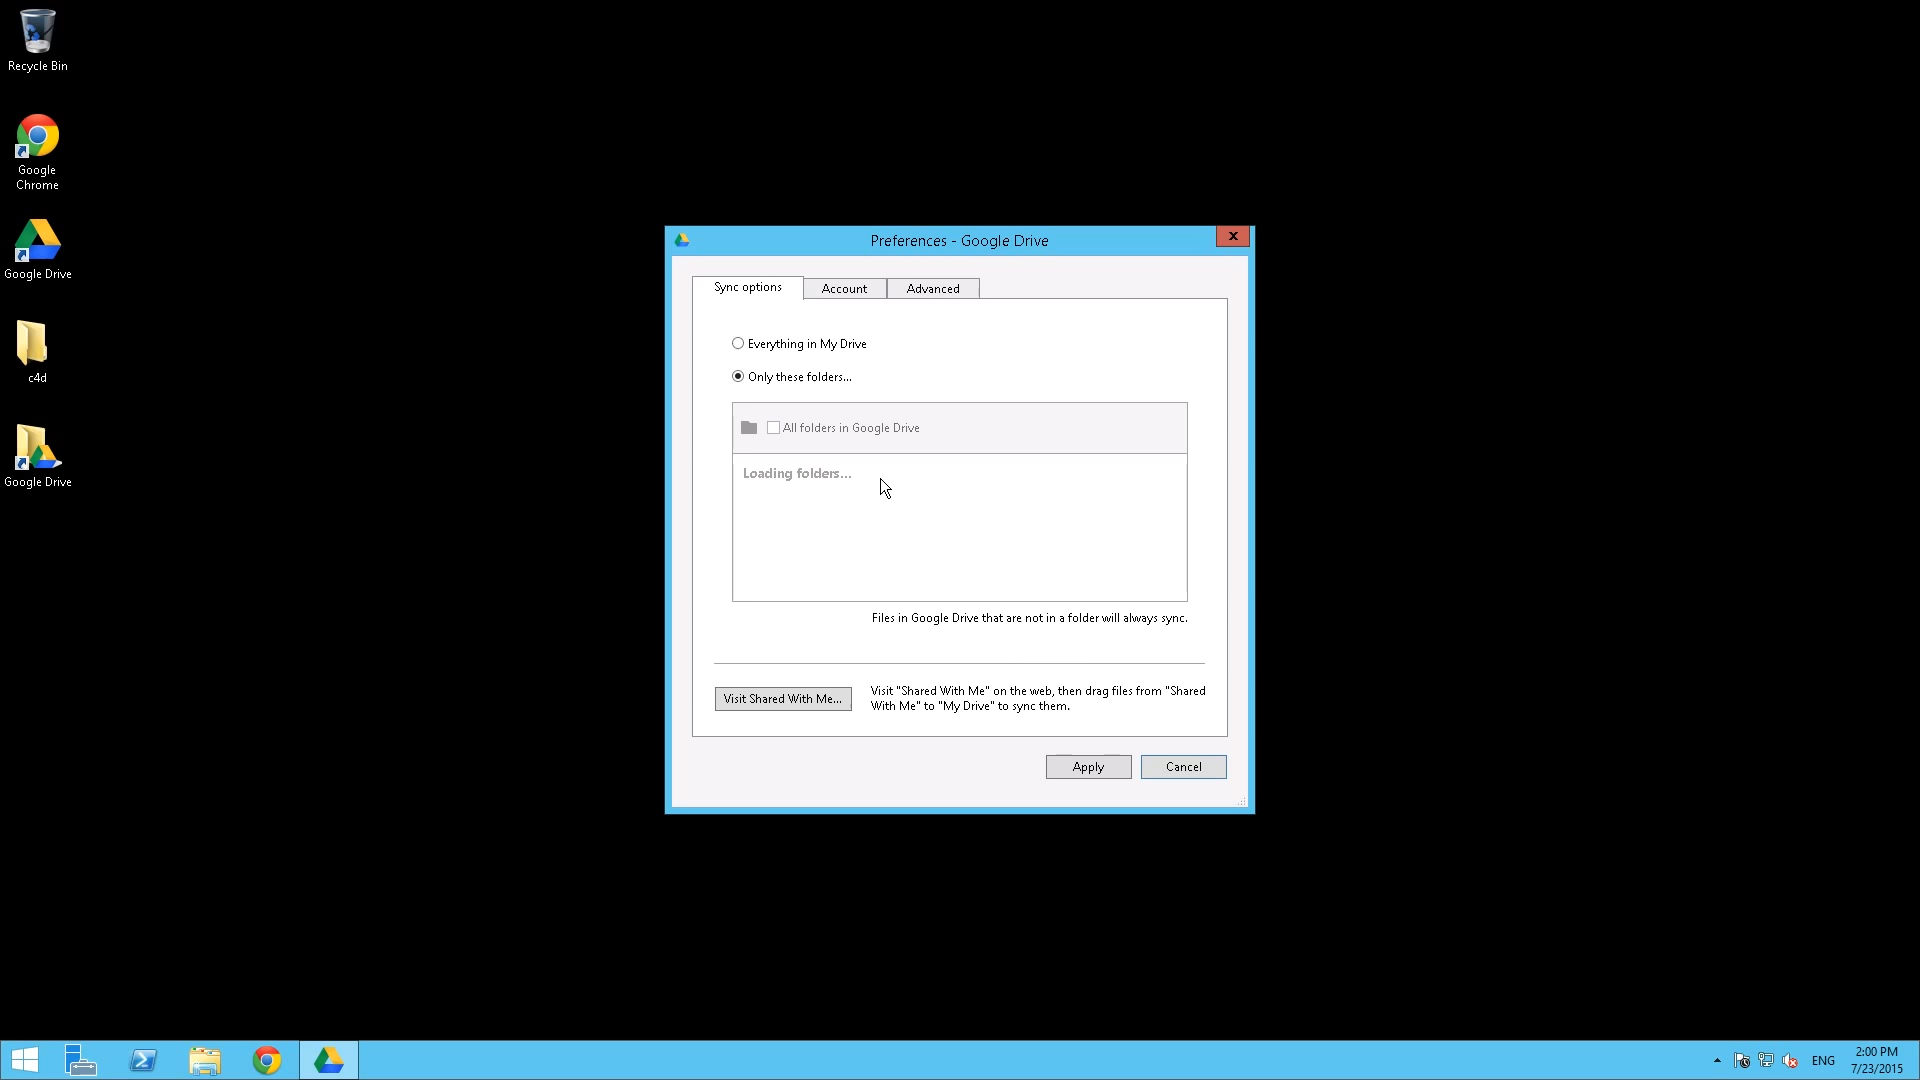 Recycle Bin
Google
Chrome
Google Drive
c4d
Google Drive
Preferences - Google Drive
x
Sync options
Account
Advanced
Everything in My Drive
Only these folders...
All folders in Google Drive
Loading folders...
Files in Google Drive that are not in a folder will always sync.
Visit Shared With Me...
Visit "Shared With Me" on the web, then drag files from "Shared
With Me" to "My Drive" to sync them.
Apply
Cancel
ENG
2:00 PM
7/23/2015